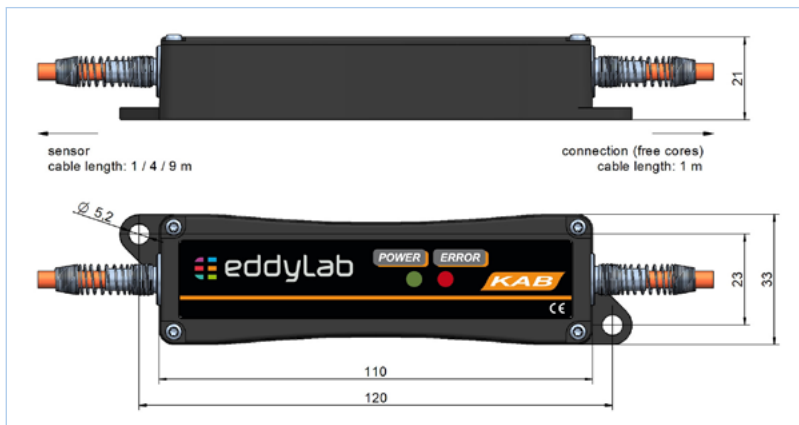 21
sensor
cable length: 1 / 4 / 9 m
connection (free cores)
cable length: 1 m
Ø 5,2
eddyLab
POWER ERROR
KAB
CE
23
33
110
120